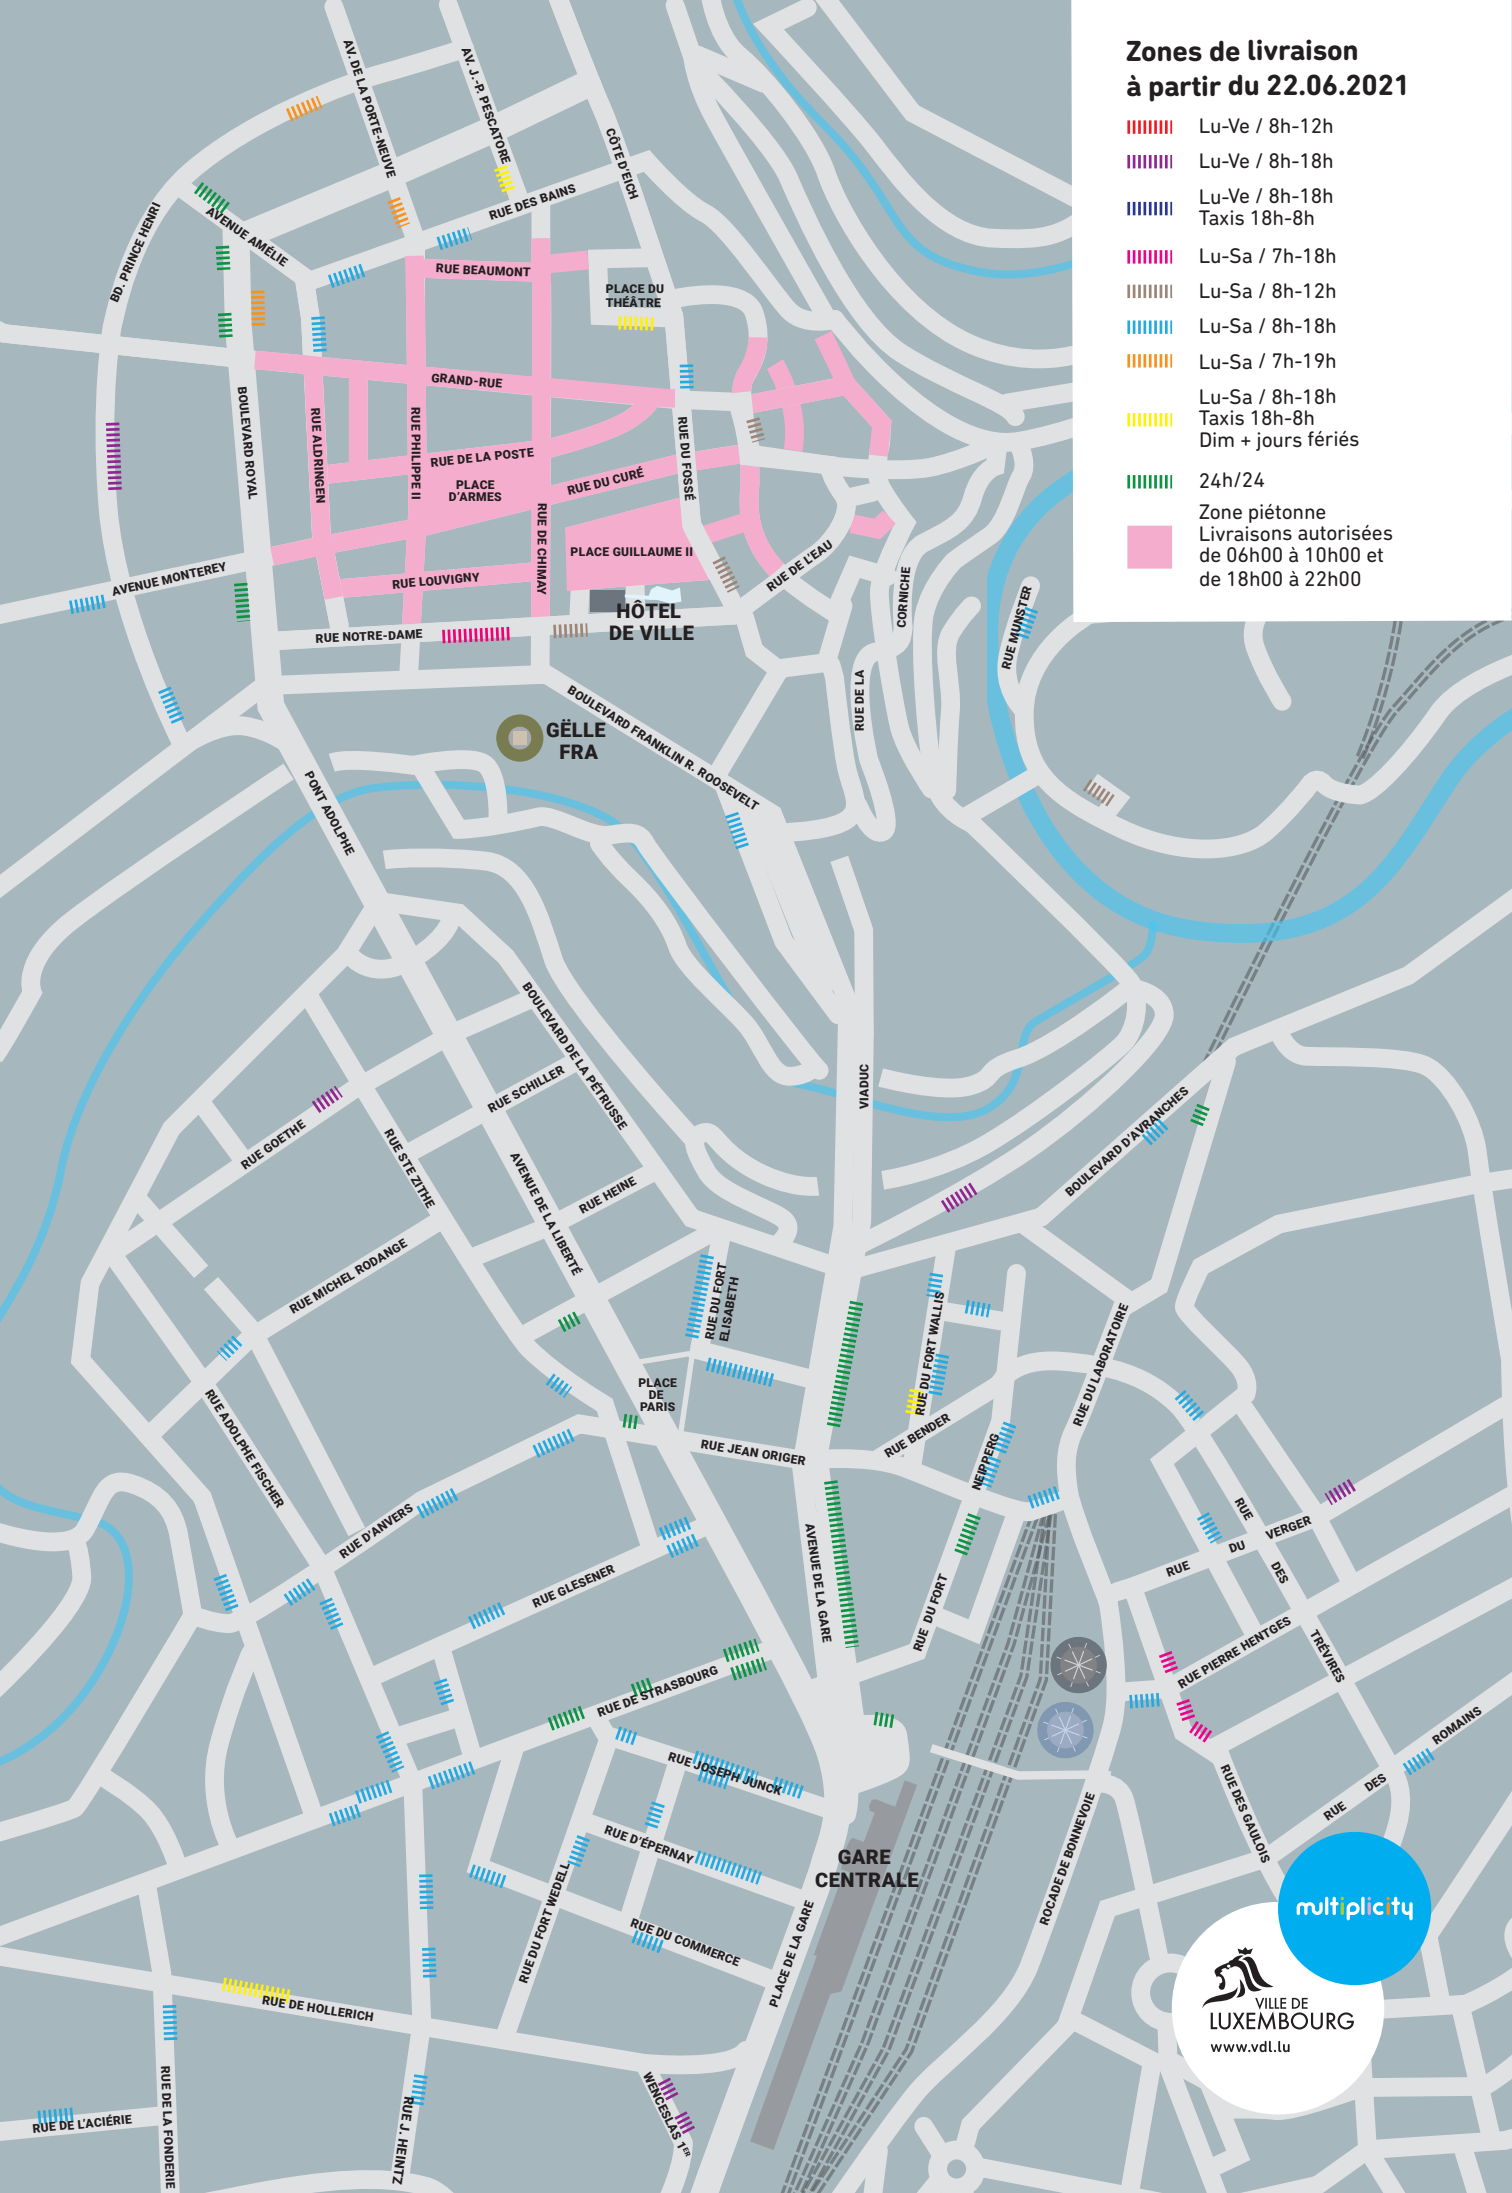 Zones de livraison
à partir du 22.06.2021
Lu-Ve / 8h-12h
Lu-Ve / 8h-18h
Lu-Ve / 8h-18h
Taxis 18h-8h
Lu-Sa / 7h-18h
Lu-Sa / 8h-12h
Lu-Sa / 8h-18h
Lu-Sa / 7h-19h
Lu-Sa / 8h-18h
Taxis 18h-8h
Dim + jours fériés
24h/24
Zone piétonne
Livraisons autorisées
de 06h00 à 10h00 et
de 18h00 à 22h00
AV. DE LA PORTE-NEUVE
AV. J.-P. PESCATORE
CÔTE D'EICH
RUE DES BAINS
BD. PRINCE HENRI
AVENUE AMÉLIE
RUE BEAUMONT
PLACE DU
THÉÂTRE
GRAND-RUE
BOULEVARD ROYAL
RUE ALDRINGEN
RUE PHILIPPE II
RUE DE LA POSTE
PLACE
D'ARMES
RUE DU CURÉ
RUE DU FOSSÉ
RUE DE CHIMAY
PLACE GUILLAUME II
RUE DE L'EAU
AVENUE MONTEREY
RUE LOUVIGNY
CORNICHE
RUE MUNSTER
HÔTEL
DE VILLE
RUE NOTRE-DAME
RUE DE LA
BOULEVARD FRANKLIN R. ROOSEVELT
GËLLE
FRA
PONT ADOLPHE
BOULEVARD DE LA PÉTRUSSE
VIADUC
RUE SCHILLER
BOULEVARD D'AVRANCHES
RUE GOETHE
RUE STE ZITHE
AVENUE DE LA LIBERTÉ
RUE HEINE
RUE MICHEL RODANGE
RUE DU FORT
ELISABETH
RUE DU FORT WALLIS
RUE DU LABORATOIRE
PLACE
DE
PARIS
RUE ADOLPHE FISCHER
RUE JEAN ORIGER
RUE BENDER
NEIPPERG
RUE D'ANVERS
RUE
DU
VERGER
RUE
DES
TRÉVIRES
AVENUE DE LA GARE
RUE GLESENER
RUE DU FORT
RUE PIERRE HENTGES
RUE DE STRASBOURG
RUE JOSEPH JUNCK
RUE DES GAULOIS
RUE
DES
ROMAINS
RUE D'ÉPERNAY
GARE
CENTRALE
ROCADE DE BONNEVOIE
RUE DU FORT WEDELL
RUE DU COMMERCE
PLACE DE LA GARE
RUE DE HOLLERICH
WENCESLAS 1ER
RUE DE L'ACIÉRIE
RUE DE LA FONDERIE
RUE J. HEINTZ
multiplicity
VILLE DE
LUXEMBOURG
www.vdl.lu